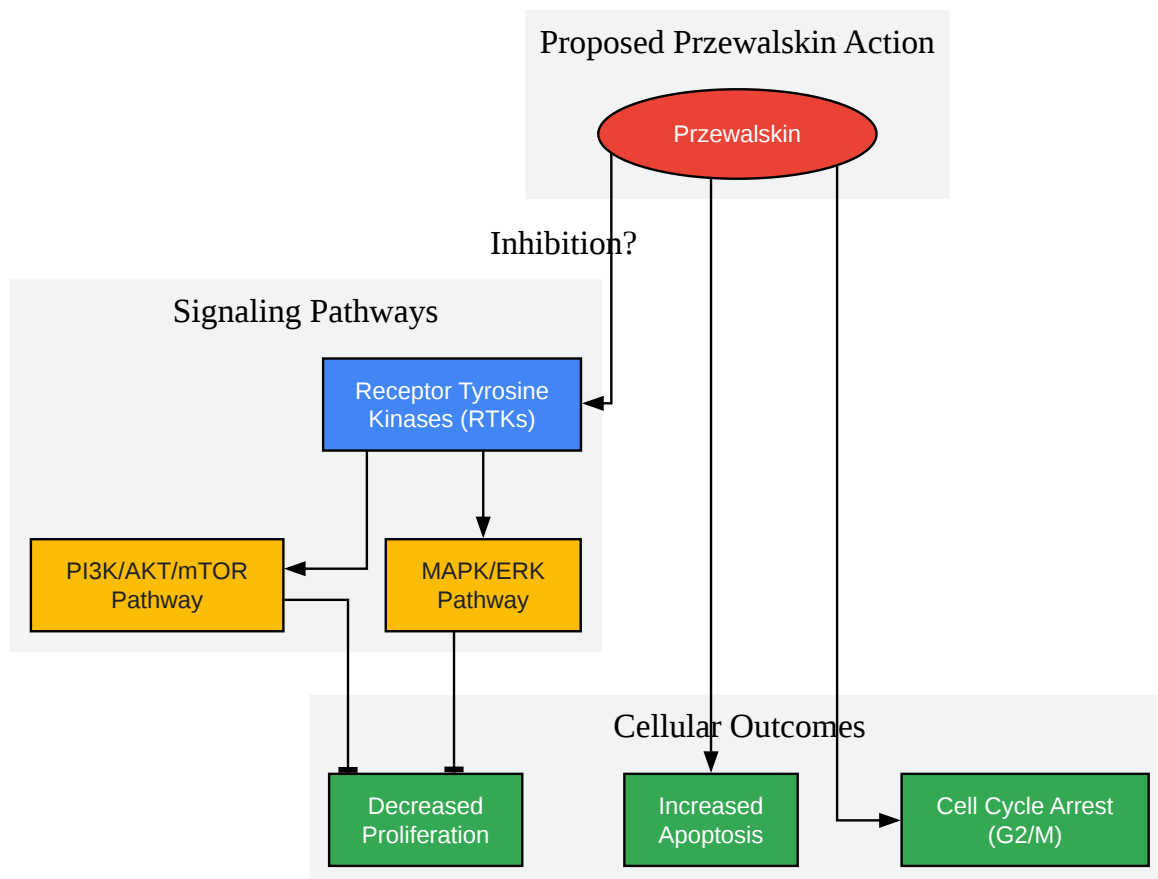 Proposed Przewalskin Action
Przewalskin
Inhibition?
Signaling Pathways
Receptor Tyrosine
Kinases (RTKs)
PI3K/AKT/mTOR
Pathway
MAPK/ERK
Pathway
Cellular Outcomes
Decreased
Proliferation
Increased
Apoptosis
Cell Cycle Arrest
(G2/M)